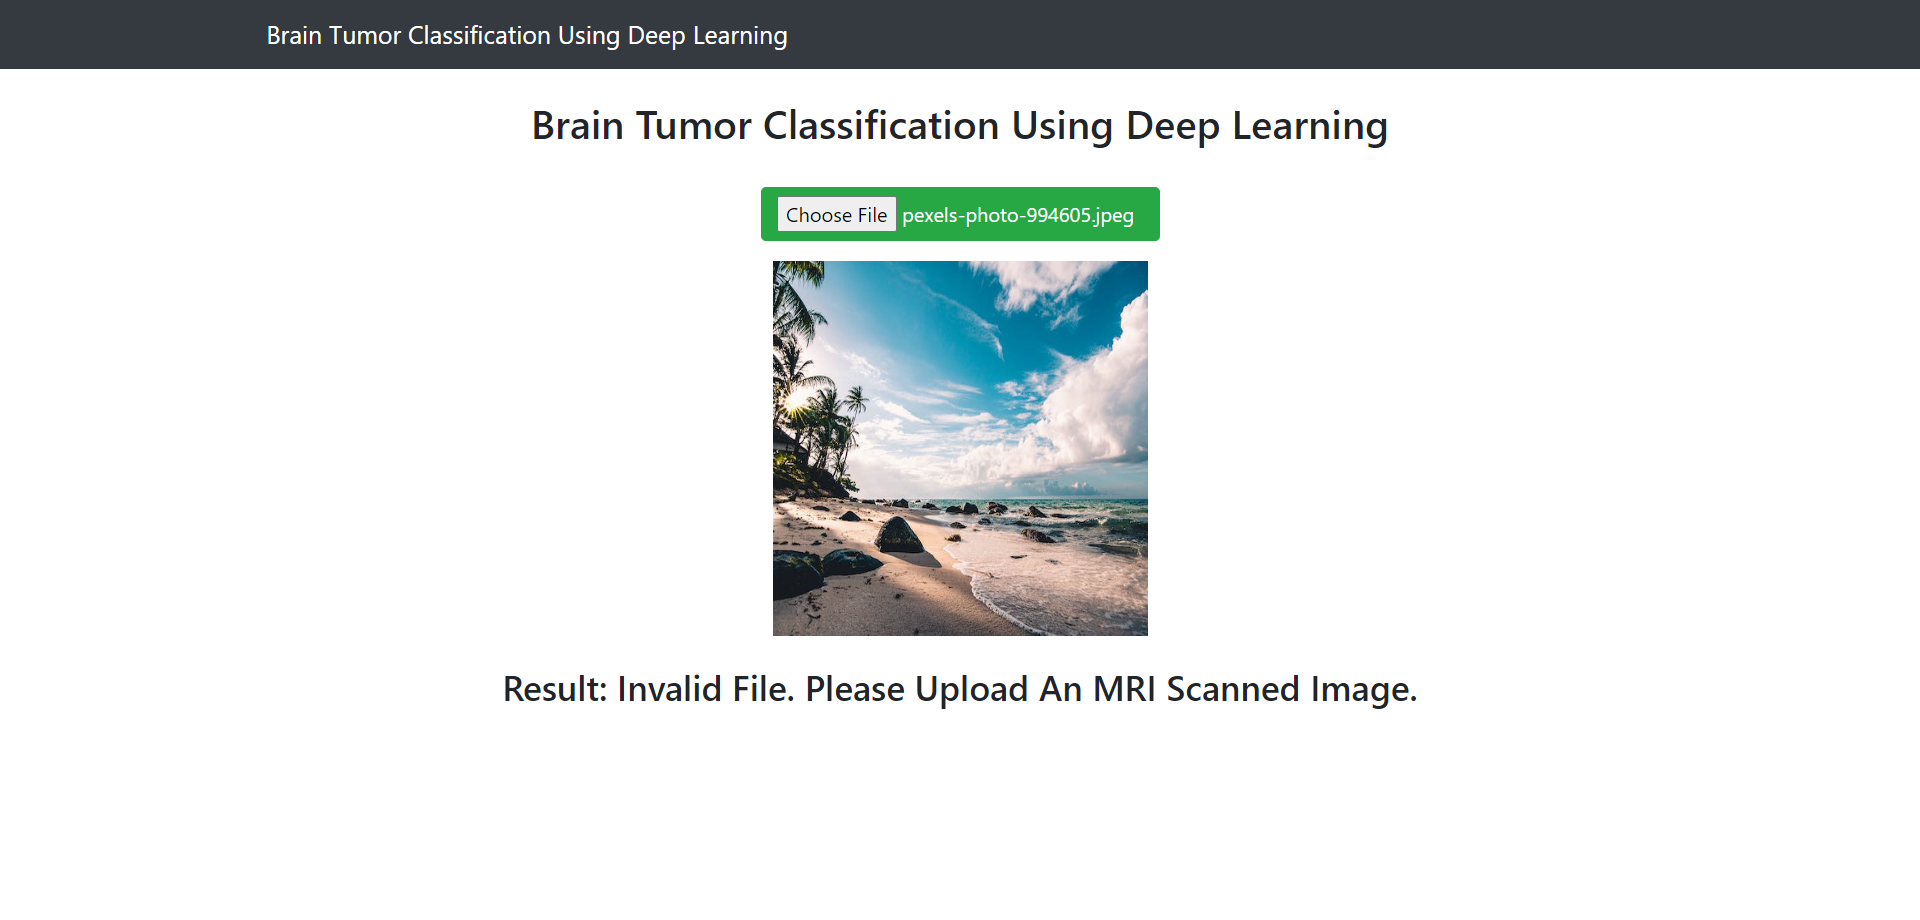 Brain Tumor Classification Using Deep Learning
Brain Tumor Classification Using Deep Learning
Choose File pexels-photo-994605.jpeg
Result: Invalid File. Please Upload An MRI Scanned Image.